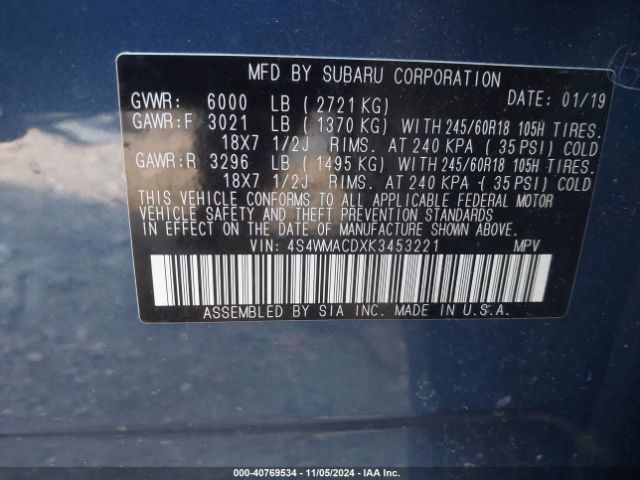 MFD BY SUBARU CORPORATION
GVWR: 6000 LB (2721 KG) DATE: 01/19
GAWR:F 3021 LB (1370 KG) WITH 245/60R18 105H TIRES.
18X7 1/2J RIMS. AT 240 KPA (35 PSI) COLD
GAWR:R 3296 LB (1495 KG) WITH 245/60R18 105H TIRES.
18X7 1/2J RIMS. AT 240 KPA (35 PSI) COLD
THIS VEHICLE CONFORMS TO ALL APPLICABLE FEDERAL MOTOR
VEHICLE SAFETY AND THEFT PREVENTION STANDARDS
IN EFFECT ON THE DATE OF MANUFACTURE SHOWN ABOVE.
VIN: 4S4WMACDXK3453221 MPV
ASSEMBLED BY SIA INC. MADE IN U.S.A.
000-40769534 - 11/05/2024 - IAA Inc.